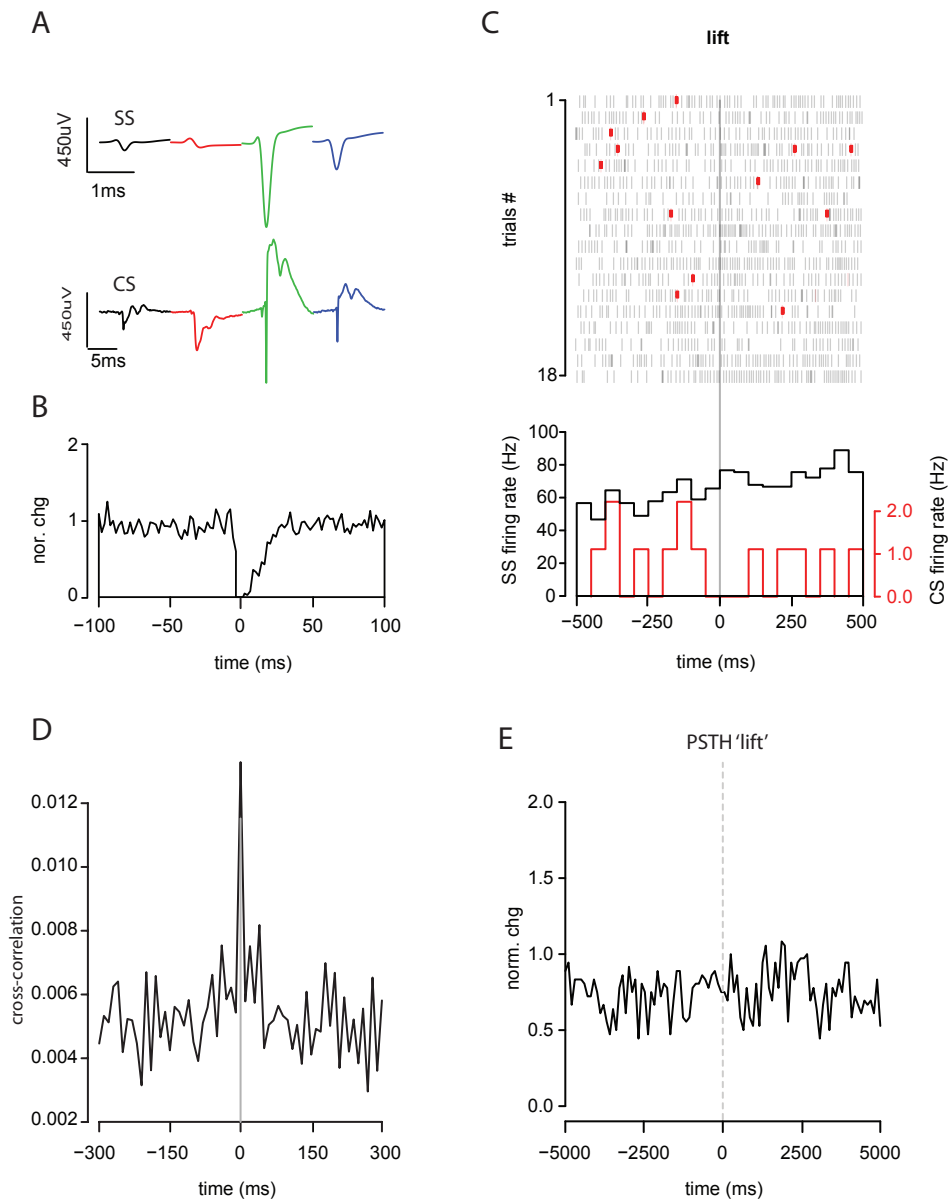 A
SS
450uV
1ms
CS
450uV
5ms
B
2
1
0
nor. chg
−100
−50
0
50
100
time (ms)
C
lift
1
trials #
18
100
80
60
40
20
0
SS firing rate (Hz)
2.0
1.0
0.0
CS firing rate (Hz)
−500
−250
0
250
500
time (ms)
D
0.012
0.010
0.008
0.006
0.004
0.002
cross-correlation
−300
−150
0
150
300
time (ms)
E
PSTH ‘lift’
2.0
1.5
1.0
0.5
0.0
norm. chg
−5000
−2500
0
2500
5000
time (ms)